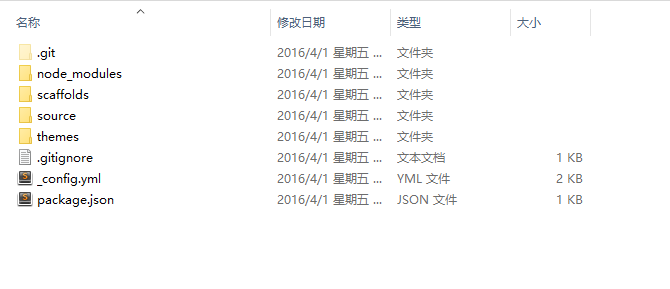 名称 修改日期 类型 大小
.git 2016/4/1 星期五 ... 文件夹
node_modules 2016/4/1 星期五 ... 文件夹
scaffolds 2016/4/1 星期五 ... 文件夹
source 2016/4/1 星期五 ... 文件夹
themes 2016/4/1 星期五 ... 文件夹
.gitignore 2016/4/1 星期五 ... 文本文档 1 KB
_config.yml 2016/4/1 星期五 ... YML 文件 2 KB
package.json 2016/4/1 星期五 ... JSON 文件 1 KB